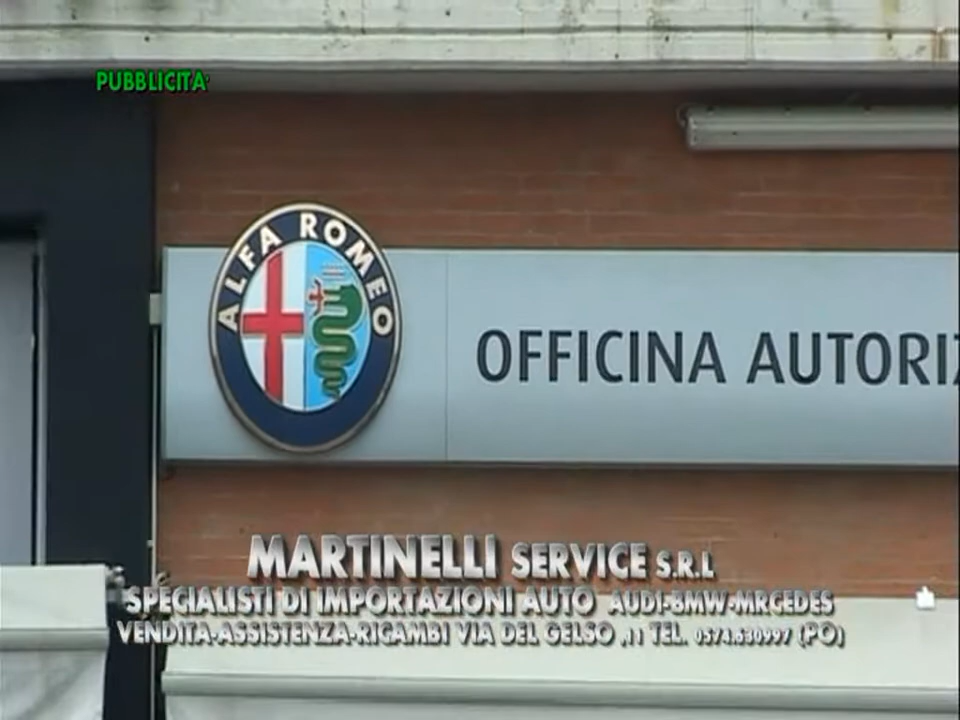 PUBBLICITA'
ALFA ROMEO
OFFICINA AUTORIZ
MARTINELLI SERVICE S.R.L
SPECIALISTI DI IMPORTAZIONI AUTO AUDI-BMW-MRCEDES
VENDITA-ASSISTENZA-RICAMBI VIA DEL GELSO ,11 TEL. 0574.630997 (PO)